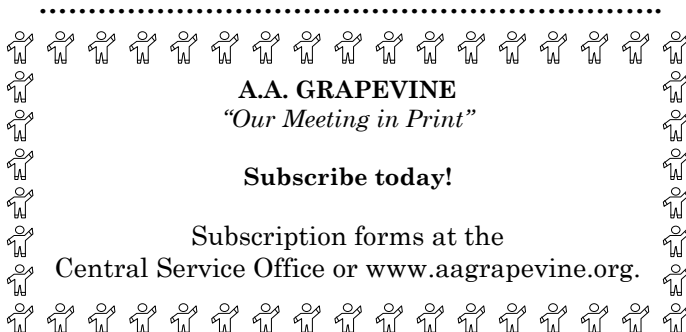 A.A. GRAPEVINE
“Our Meeting in Print”
Subscribe today!
Subscription forms at the
Central Service Office or www.aagrapevine.org.